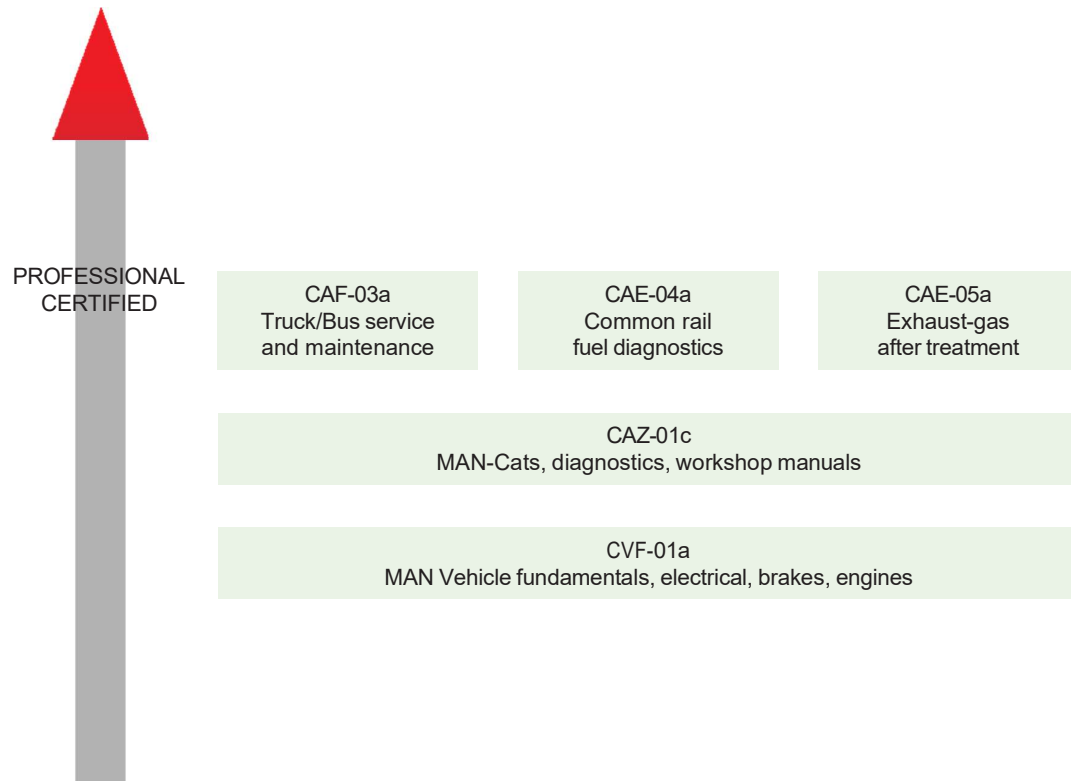 PROFESSIONAL
CERTIFIED
CAF-03a
Truck/Bus service
and maintenance
CAE-04a
Common rail
fuel diagnostics
CAE-05a
Exhaust-gas
after treatment
CAZ-01c
MAN-Cats, diagnostics, workshop manuals
CVF-01a
MAN Vehicle fundamentals, electrical, brakes, engines